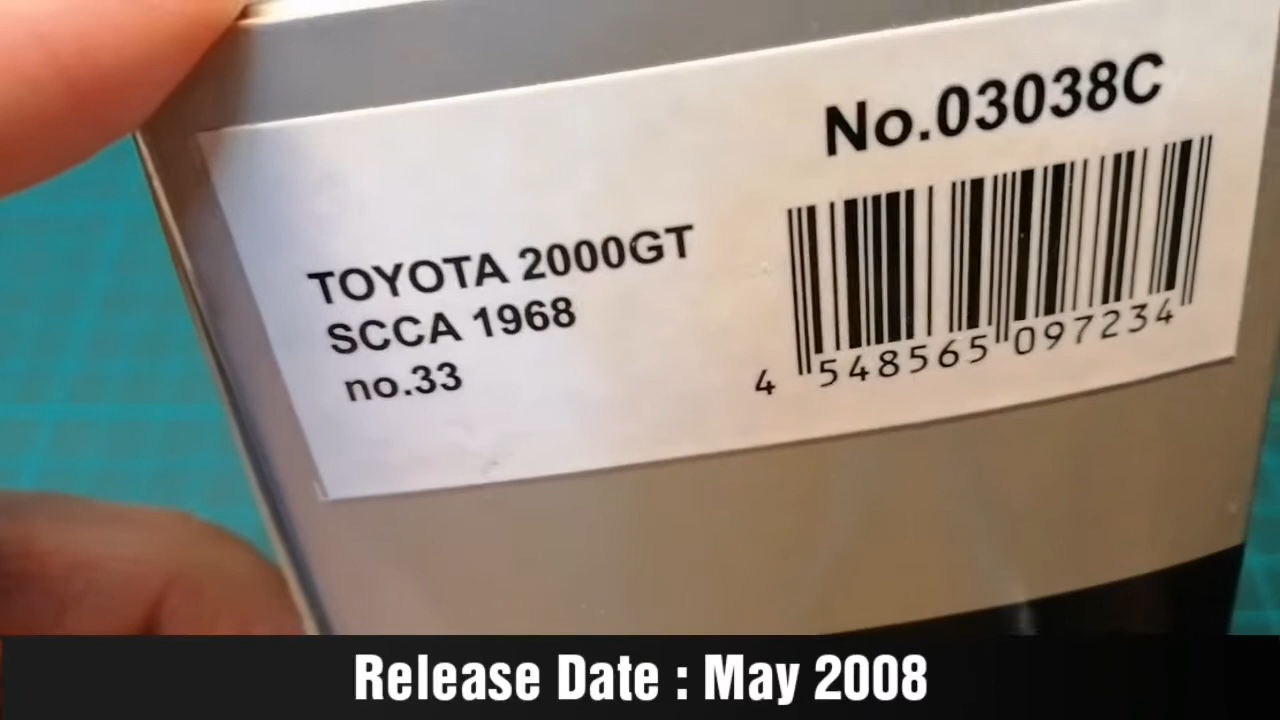 No.03038C
TOYOTA 2000GT
SCCA 1968
no.33
4 548565 097234
Release Date : May 2008